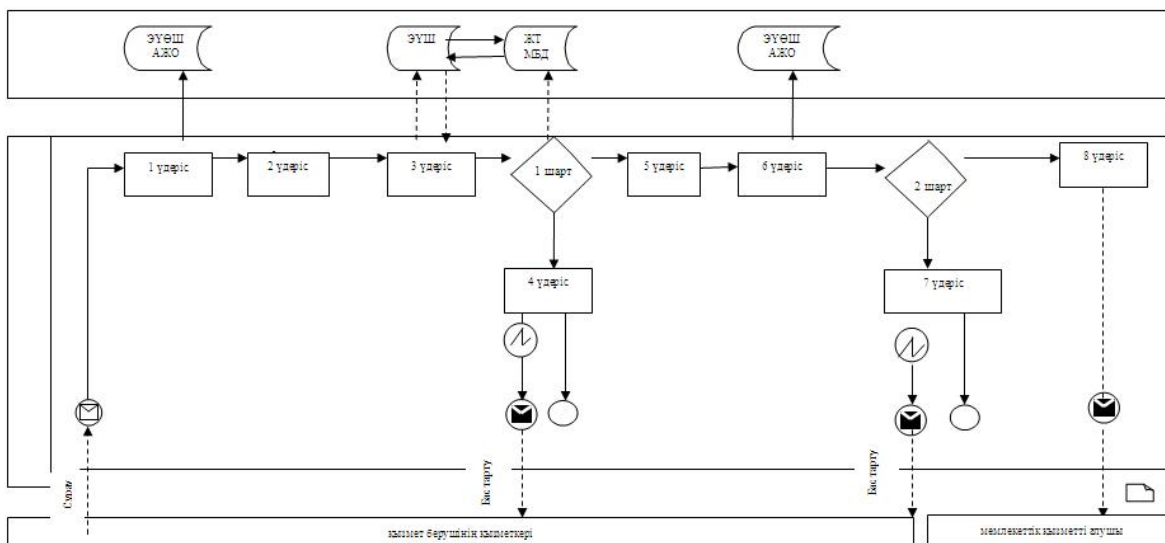 ЭҮӨШ
АЖО
ЭҮШ
ЖТ
МБД
ЭҮӨШ
АЖО
1 үдеріс
2 үдеріс
3 үдеріс
1 шарт
5 үдеріс
6 үдеріс
2 шарт
8 үдеріс
4 үдеріс
7 үдеріс
Сұрау
Бас тарту
Бас тарту
қызмет берушінің қызметкері
мемлекеттік қызметті алушы